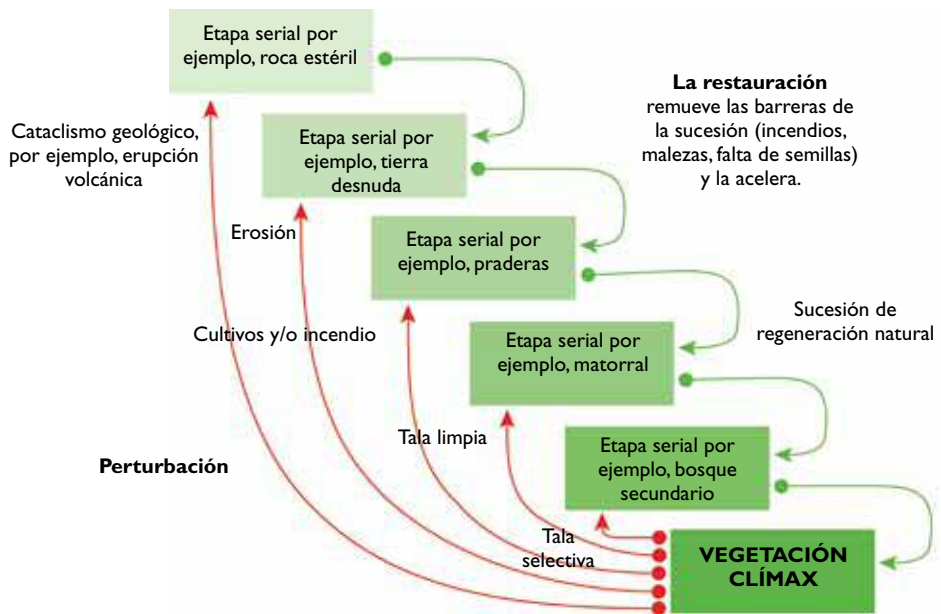 Etapa serial por
ejemplo, roca estéril
La restauración
remueve las barreras de
la sucesión (incendios,
malezas, falta de semillas)
y la acelera.
Cataclismo geológico,
por ejemplo, erupción
volcánica
Etapa serial por
ejemplo, tierra
desnuda
Erosión
Etapa serial por
ejemplo, praderas
Cultivos y/o incendio
Sucesión de
regeneración natural
Etapa serial por
ejemplo, matorral
Tala limpia
Perturbación
Etapa serial por
ejemplo, bosque
secundario
Tala
selectiva
VEGETACIÓN
CLÍMAX